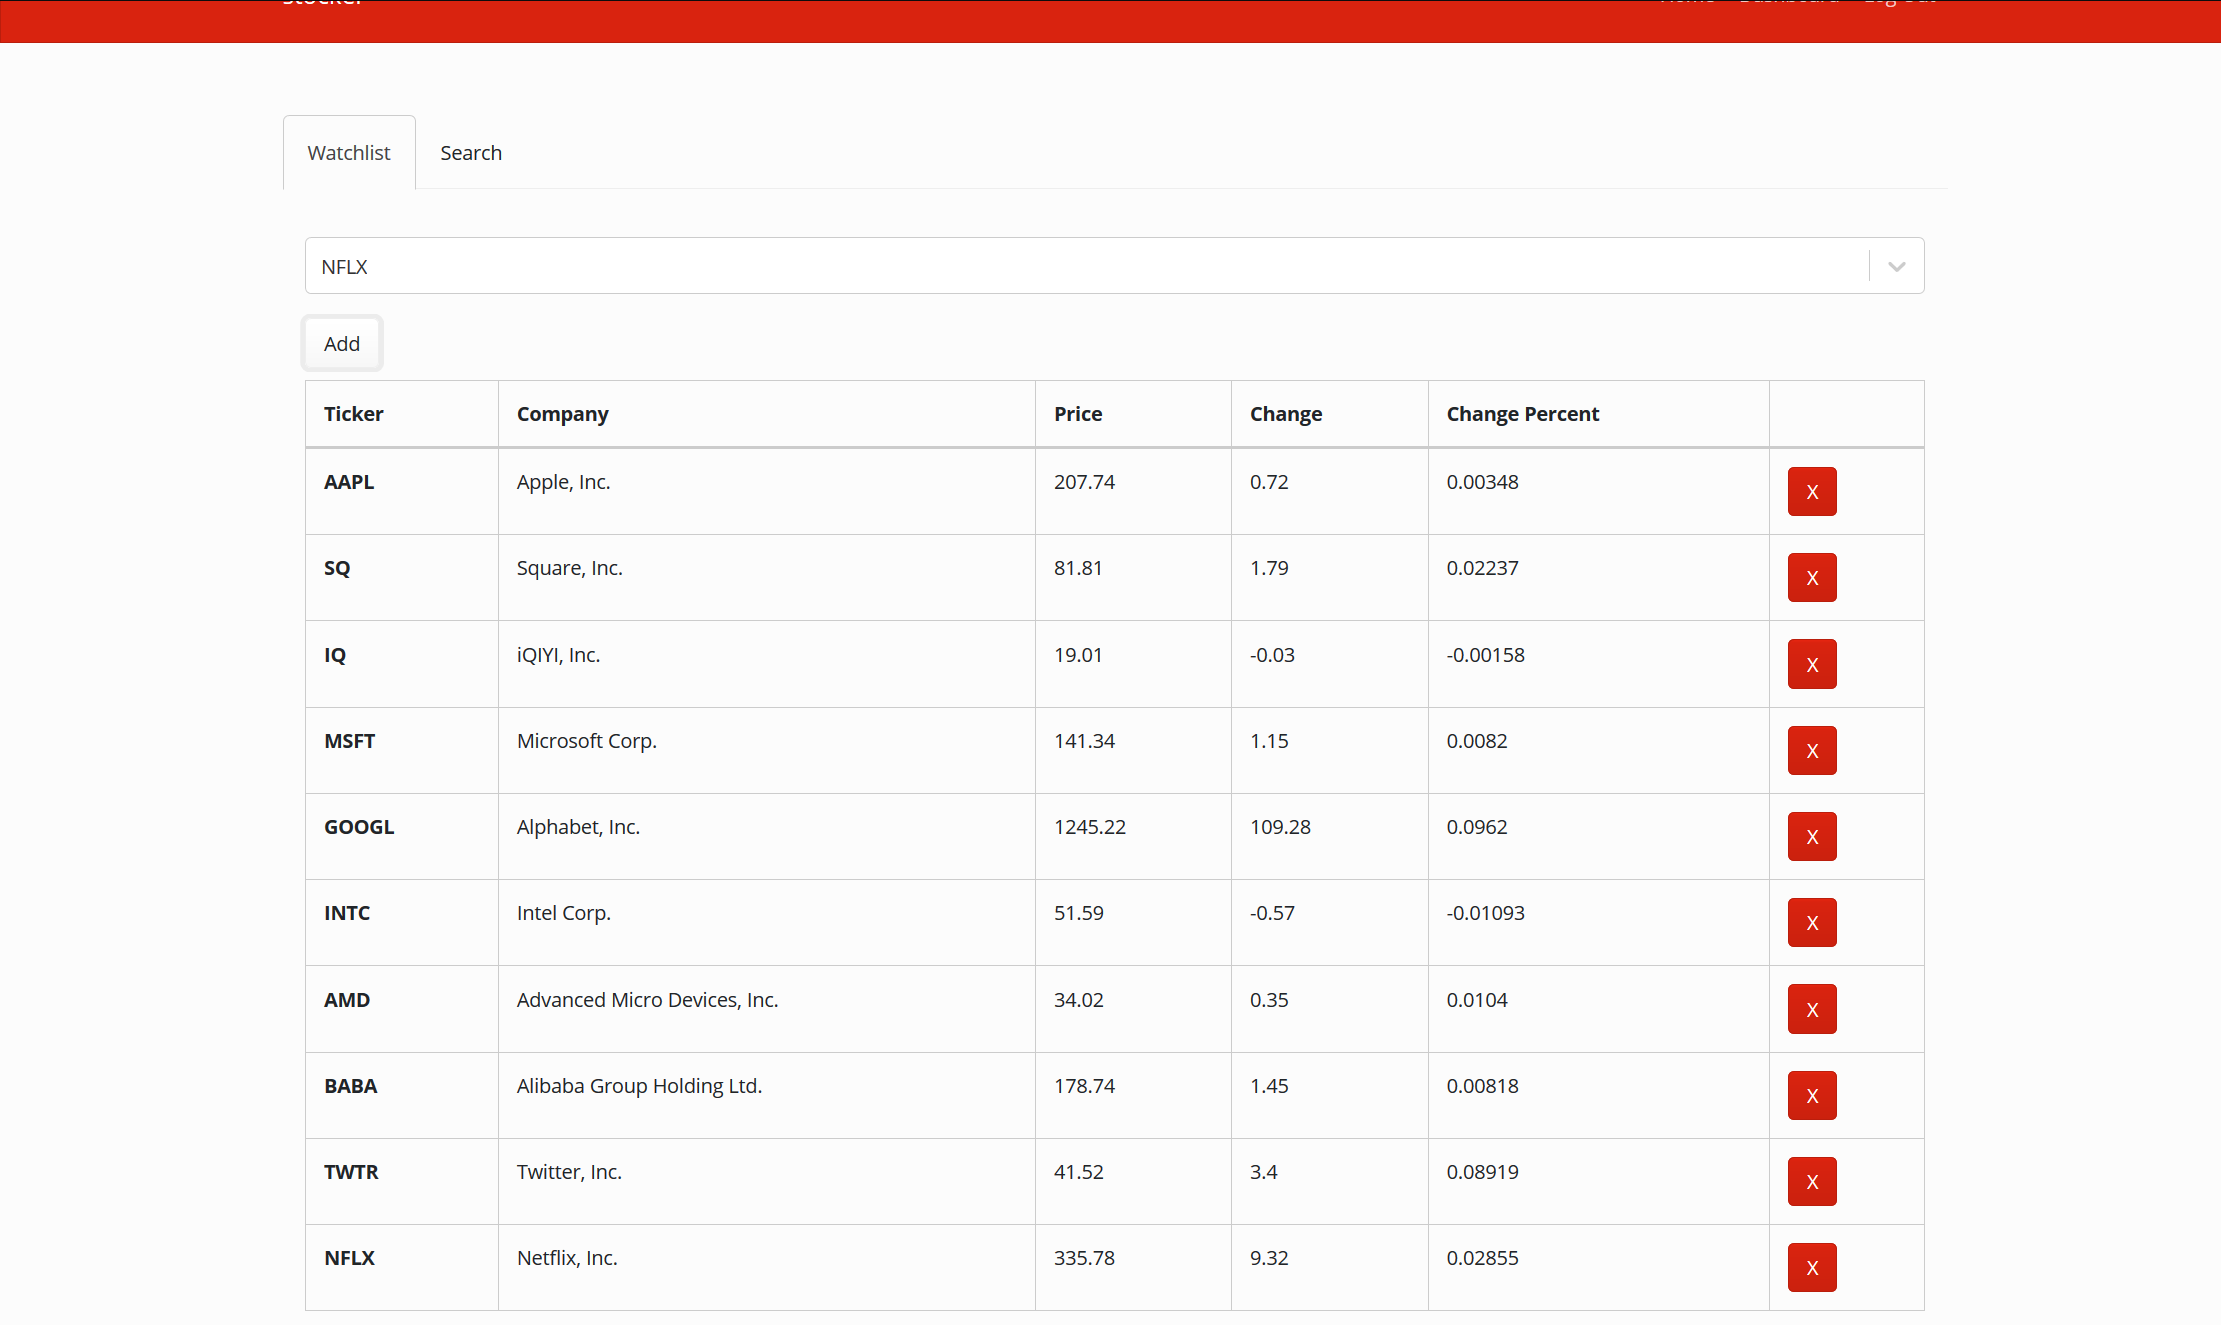 Stocker Home Dashboard Log Out
Watchlist Search
NFLX
Add
Ticker Company Price Change Change Percent
AAPL Apple, Inc. 207.74 0.72 0.00348 X
SQ Square, Inc. 81.81 1.79 0.02237 X
IQ iQIYI, Inc. 19.01 -0.03 -0.00158 X
MSFT Microsoft Corp. 141.34 1.15 0.0082 X
GOOGL Alphabet, Inc. 1245.22 109.28 0.0962 X
INTC Intel Corp. 51.59 -0.57 -0.01093 X
AMD Advanced Micro Devices, Inc. 34.02 0.35 0.0104 X
BABA Alibaba Group Holding Ltd. 178.74 1.45 0.00818 X
TWTR Twitter, Inc. 41.52 3.4 0.08919 X
NFLX Netflix, Inc. 335.78 9.32 0.02855 X